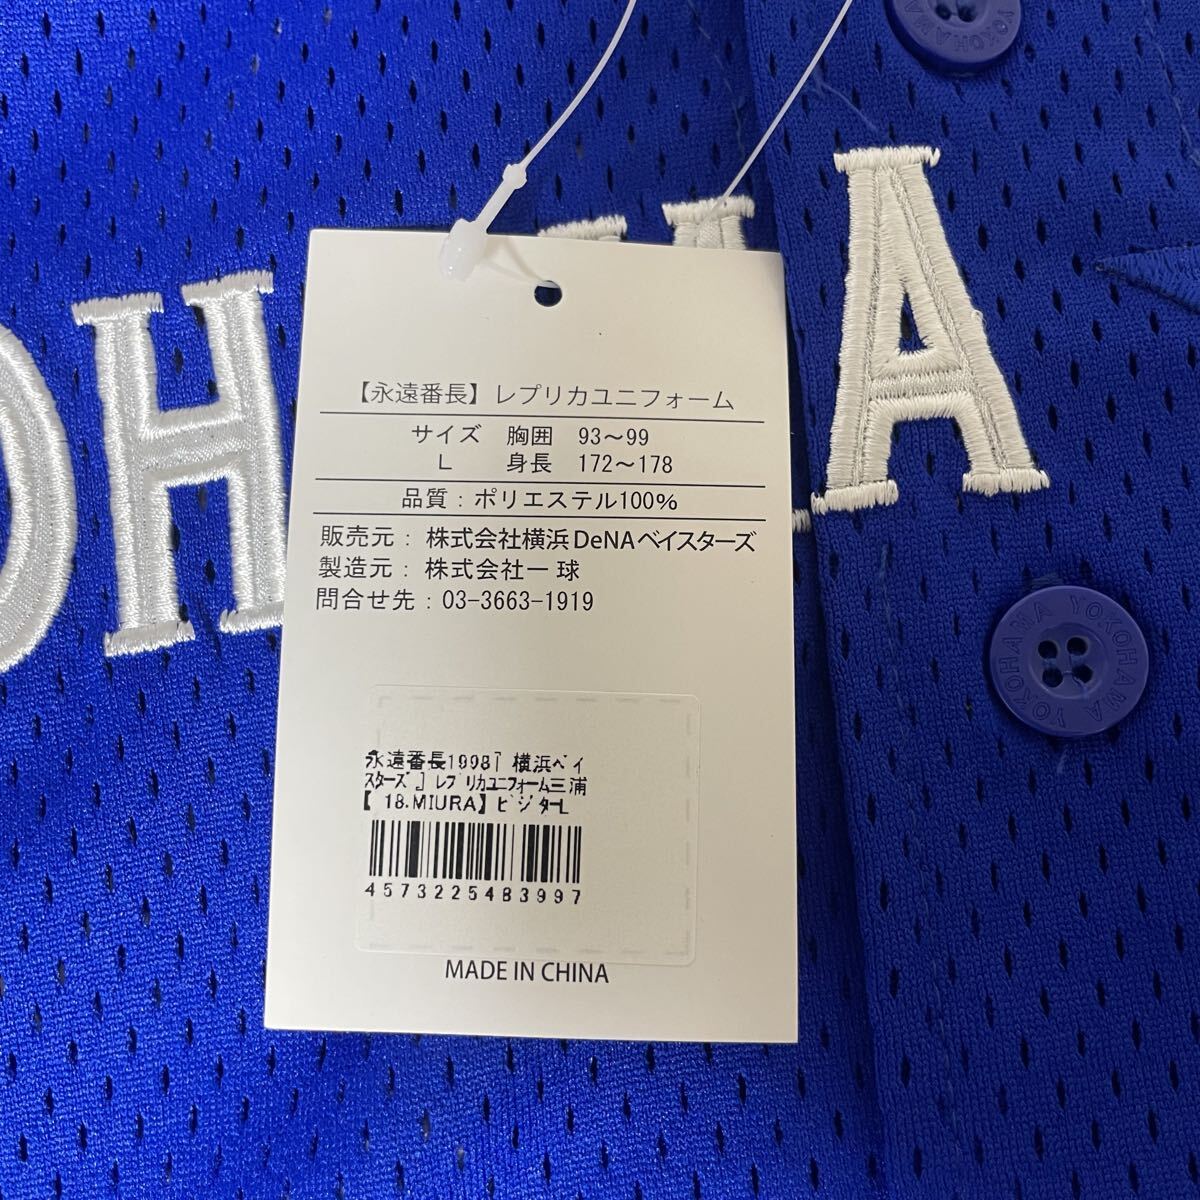 YOKOHAMA
OH
A
【永遠番長】レプリカユニフォーム
サイズ 胸囲 93～99
L 身長 172～178
品質：ポリエステル100%
販売元： 株式会社横浜DeNAベイスターズ
製造元： 株式会社一球
問合せ先：03-3663-1919
永遠番長1998｢ 横浜ﾍﾞｲ
ｽﾀｰｽﾞ｣ ﾚﾌﾟﾘｶﾕﾆﾌｫｰﾑ三浦
【 18.MIURA】ﾋﾞｼﾞﾀｰL
4573225483997
MADE IN CHINA
YOKOHAMA YOKOHAMA